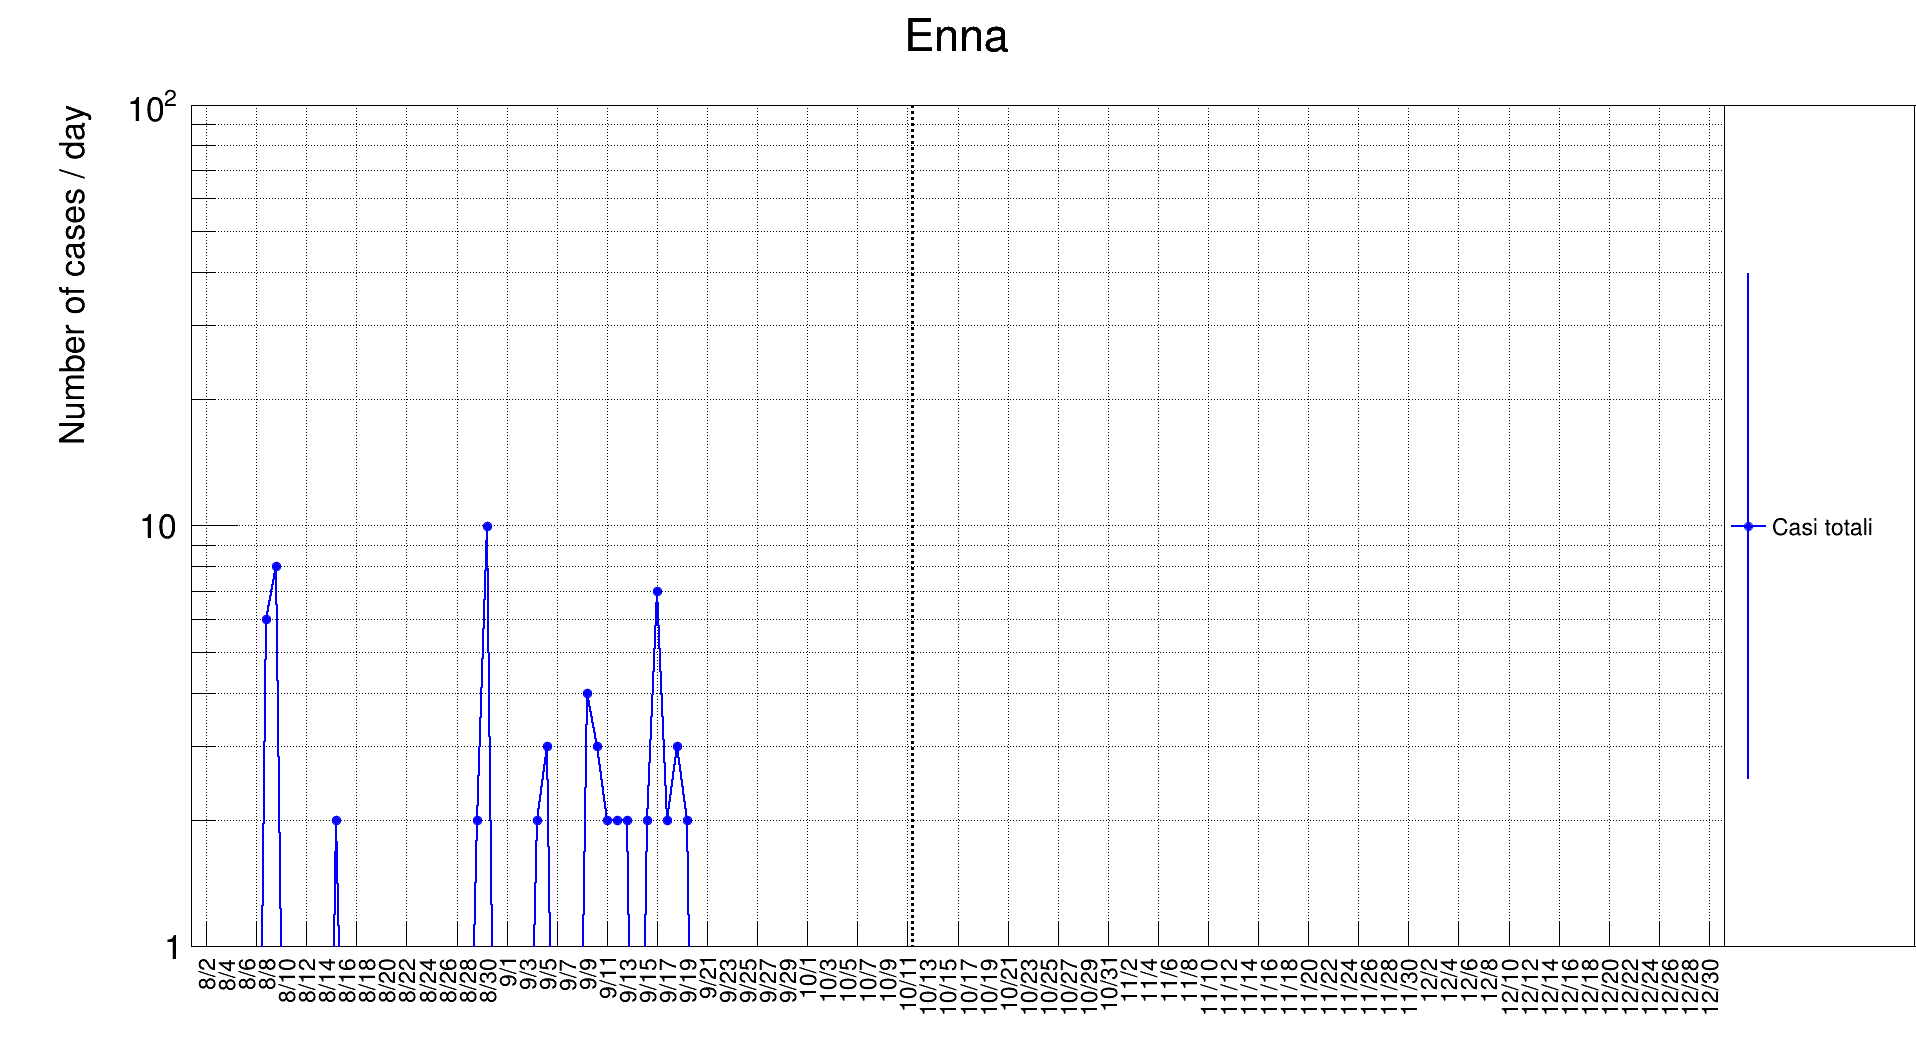 Enna
Number of cases / day
10²
10
1
8/2 8/4 8/6 8/8 8/10 8/12 8/14 8/16 8/18 8/20 8/22 8/24 8/26 8/28 8/30 9/1 9/3 9/5 9/7 9/9 9/11 9/13 9/15 9/17 9/19 9/21 9/23 9/25 9/27 9/29 10/1 10/3 10/5 10/7 10/9 10/11 10/13 10/15 10/17 10/19 10/21 10/23 10/25 10/27 10/29 10/31 11/2 11/4 11/6 11/8 11/10 11/12 11/14 11/16 11/18 11/20 11/22 11/24 11/26 11/28 11/30 12/2 12/4 12/6 12/8 12/10 12/12 12/14 12/16 12/18 12/20 12/22 12/24 12/26 12/28 12/30
Casi totali